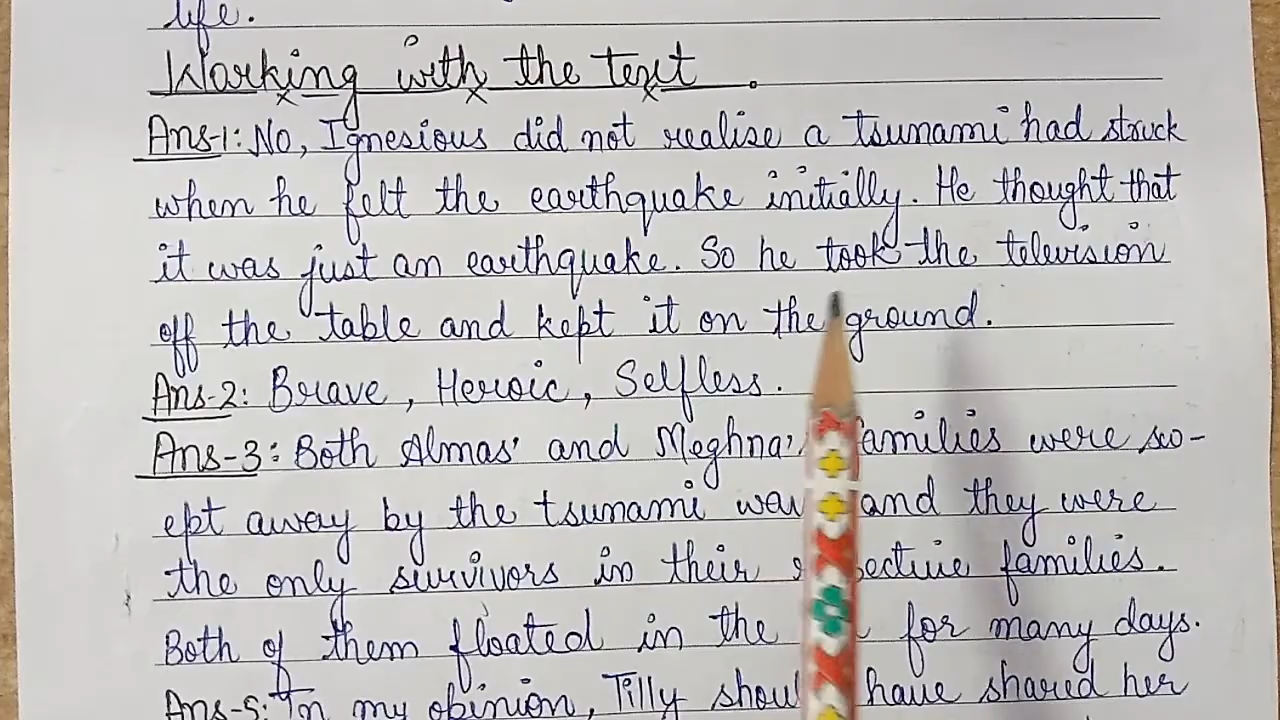 life.
Working with the text.
Ans-1: No, Ignesious did not realise a tsunami had struck
when he felt the earthquake initially. He thought that
it was just an earthquake. So he took the television
off the table and kept it on the ground.
Ans-2: Brave, Heroic, Selfless.
Ans-3: Both Almas' and Meghna's families were sw-
ept away by the tsunami and they were
the only survivors in their families.
Both of them floated in the for many days.
Ans-5: In my opinion, Tilly have shared her